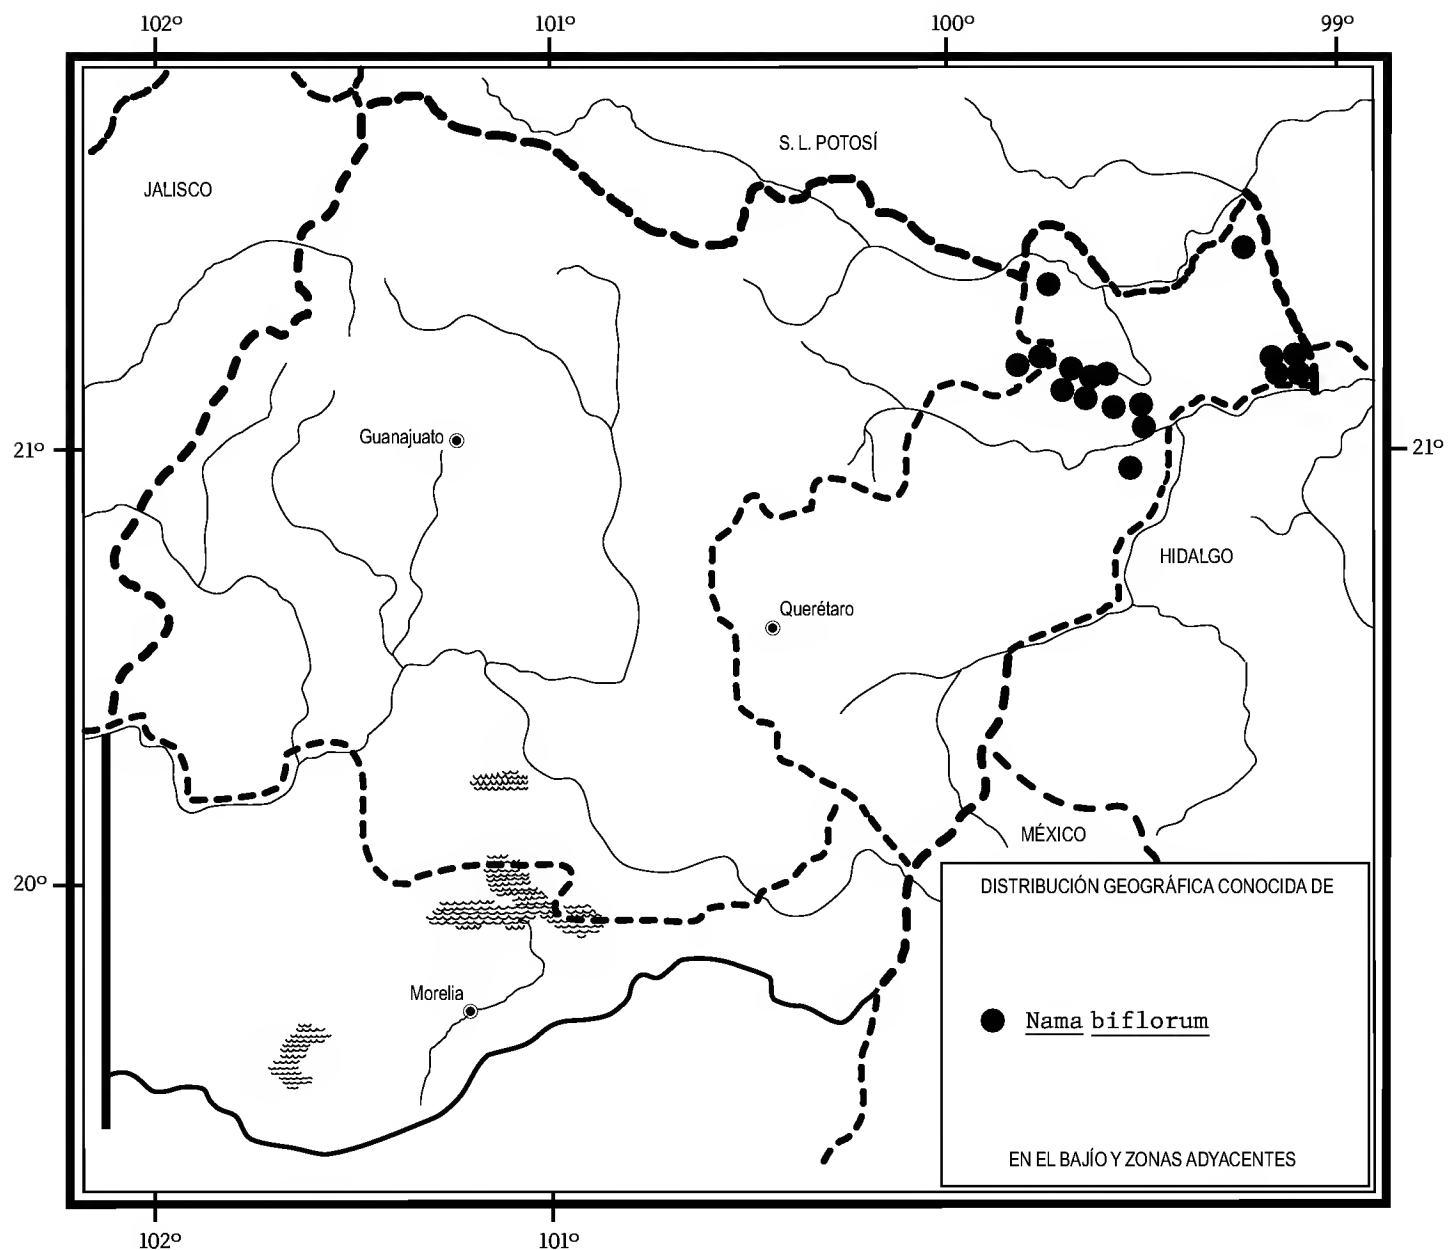 102º 101º 100º 99º
S. L. POTOSÍ
JALISCO
Guanajuato
21º 21º
HIDALGO
Querétaro
MÉXICO
20º
DISTRIBUCIÓN GEOGRÁFICA CONOCIDA DE
Morelia
Nama biflorum
EN EL BAJÍO Y ZONAS ADYACENTES
102º 101º